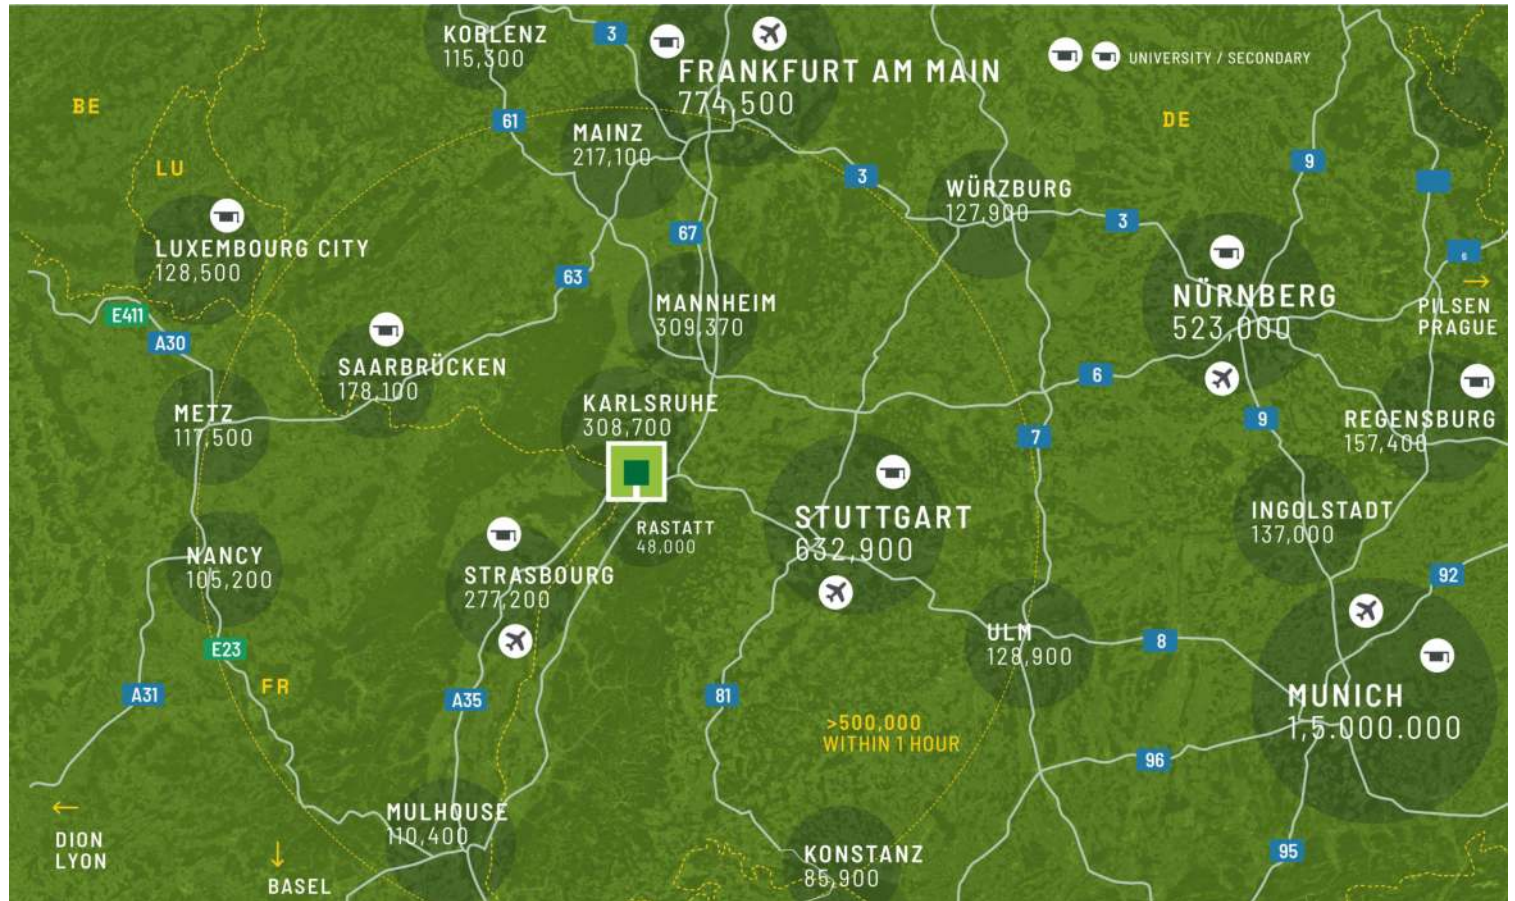 KOBLENZ
115,300
3
FRANKFURT AM MAIN
774,500
UNIVERSITY / SECONDARY
BE
61
DE
MAINZ
217,100
LU
3
9
WÜRZBURG
127,900
3
67
LUXEMBOURG CITY
128,500
63
6
NÜRNBERG
523,000
PILSEN
PRAGUE
MANNHEIM
309,370
E411
A30
SAARBRÜCKEN
178,100
6
METZ
117,500
KARLSRUHE
308,700
7
9
REGENSBURG
157,400
STUTTGART
632,900
RASTATT
48,000
INGOLSTADT
137,000
NANCY
105,200
STRASBOURG
277,200
92
E23
ULM
128,900
8
FR
A31
A35
81
MUNICH
1,5.000.000
>500,000
WITHIN 1 HOUR
96
DION
LYON
MULHOUSE
110,400
BASEL
KONSTANZ
85,900
95